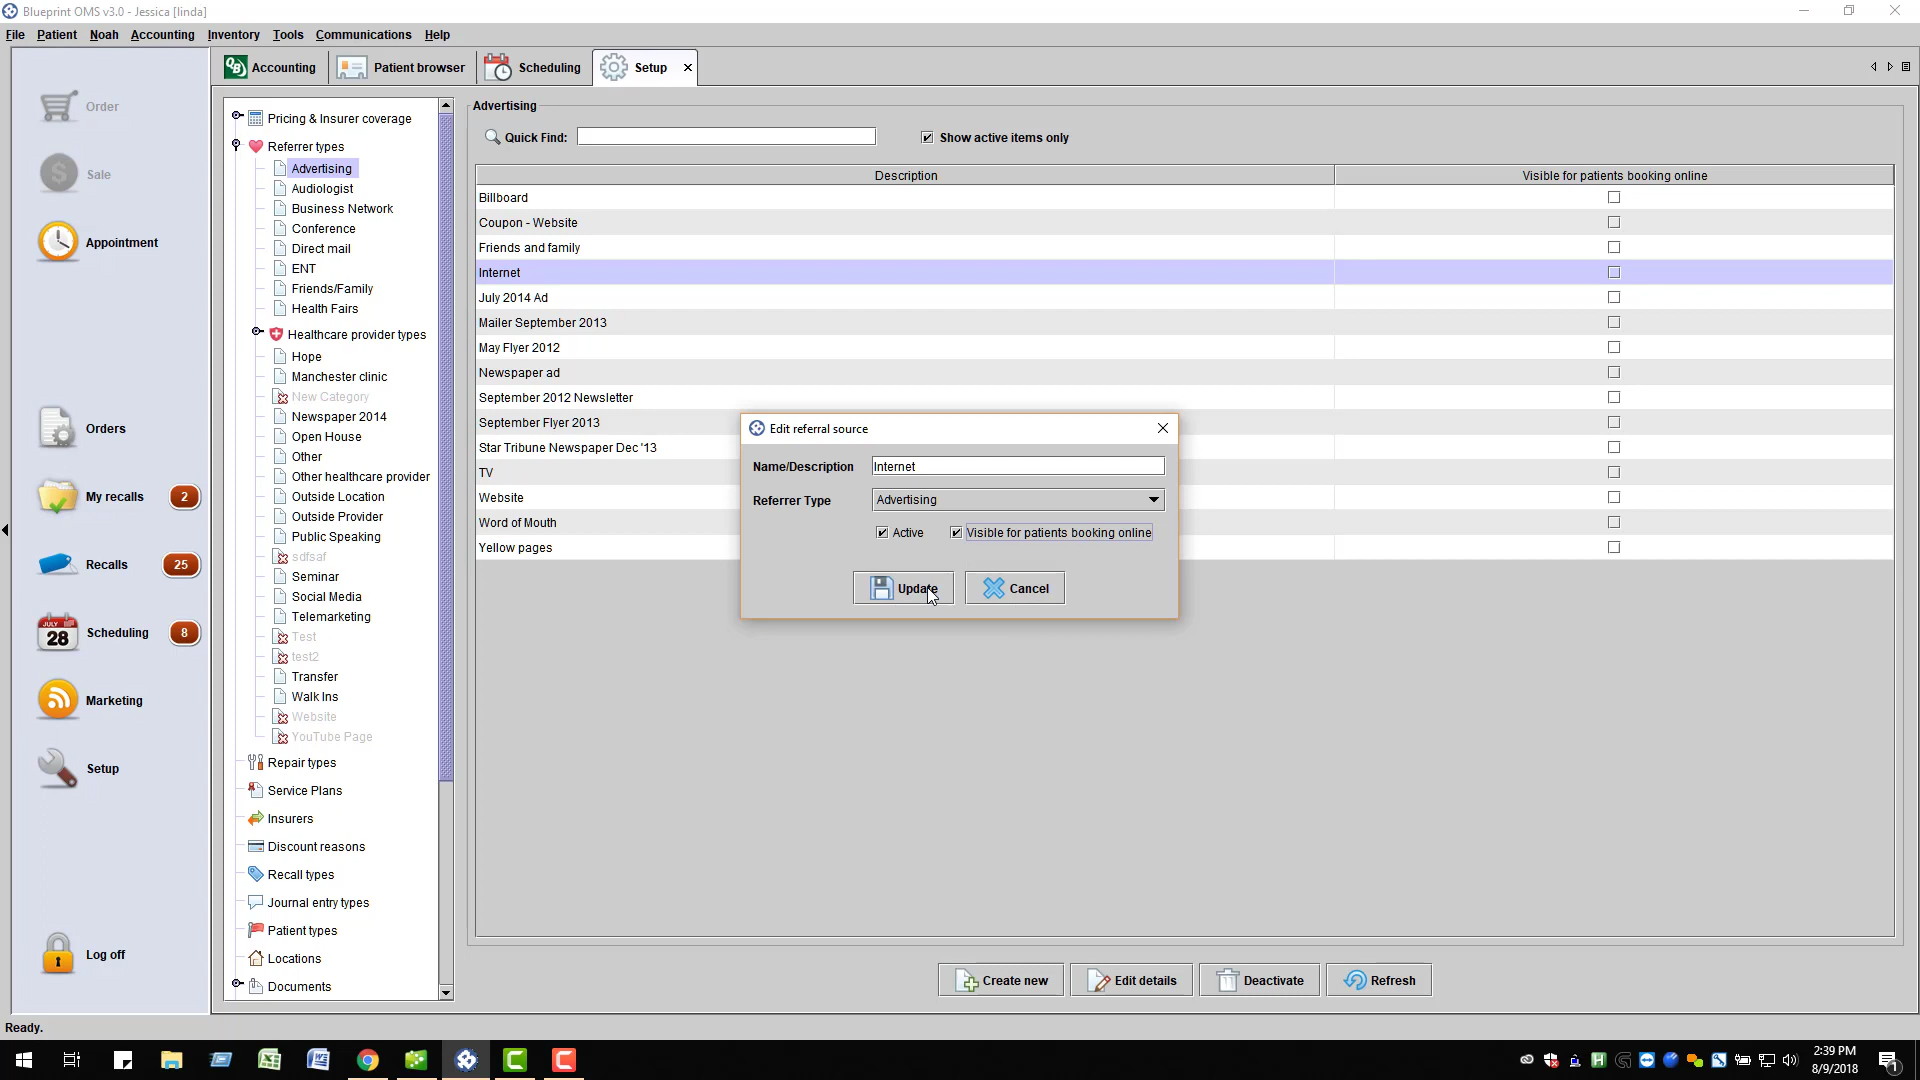 Blueprint OMS v3.0 - Jessica [linda]
File Patient Noah Accounting Inventory Tools Communications Help
Accounting Patient browser Scheduling Setup
Order
Sale
Appointment
Orders
My recalls 2
Recalls 25
JULY 28 Scheduling 8
Marketing
Setup
Log off
Pricing & Insurer coverage
Referrer types
Advertising
Audiologist
Business Network
Conference
Direct mail
ENT
Friends/Family
Health Fairs
Healthcare provider types
Hope
Manchester clinic
New Category
Newspaper 2014
Open House
Other
Other healthcare provider
Outside Location
Outside Provider
Public Speaking
sdfsaf
Seminar
Social Media
Telemarketing
Test
test2
Transfer
Walk Ins
Website
YouTube Page
Repair types
Service Plans
Insurers
Discount reasons
Recall types
Journal entry types
Patient types
Locations
Documents
Advertising
Quick Find: Show active items only
Description Visible for patients booking online
Billboard
Coupon - Website
Friends and family
Internet
July 2014 Ad
Mailer September 2013
May Flyer 2012
Newspaper ad
September 2012 Newsletter
September Flyer 2013
Star Tribune Newspaper Dec '13
TV
Website
Word of Mouth
Yellow pages
Edit referral source
Name/Description Internet
Referrer Type Advertising
Active Visible for patients booking online
Update Cancel
Create new Edit details Deactivate Refresh
Ready.
2:39 PM
8/9/2018
1